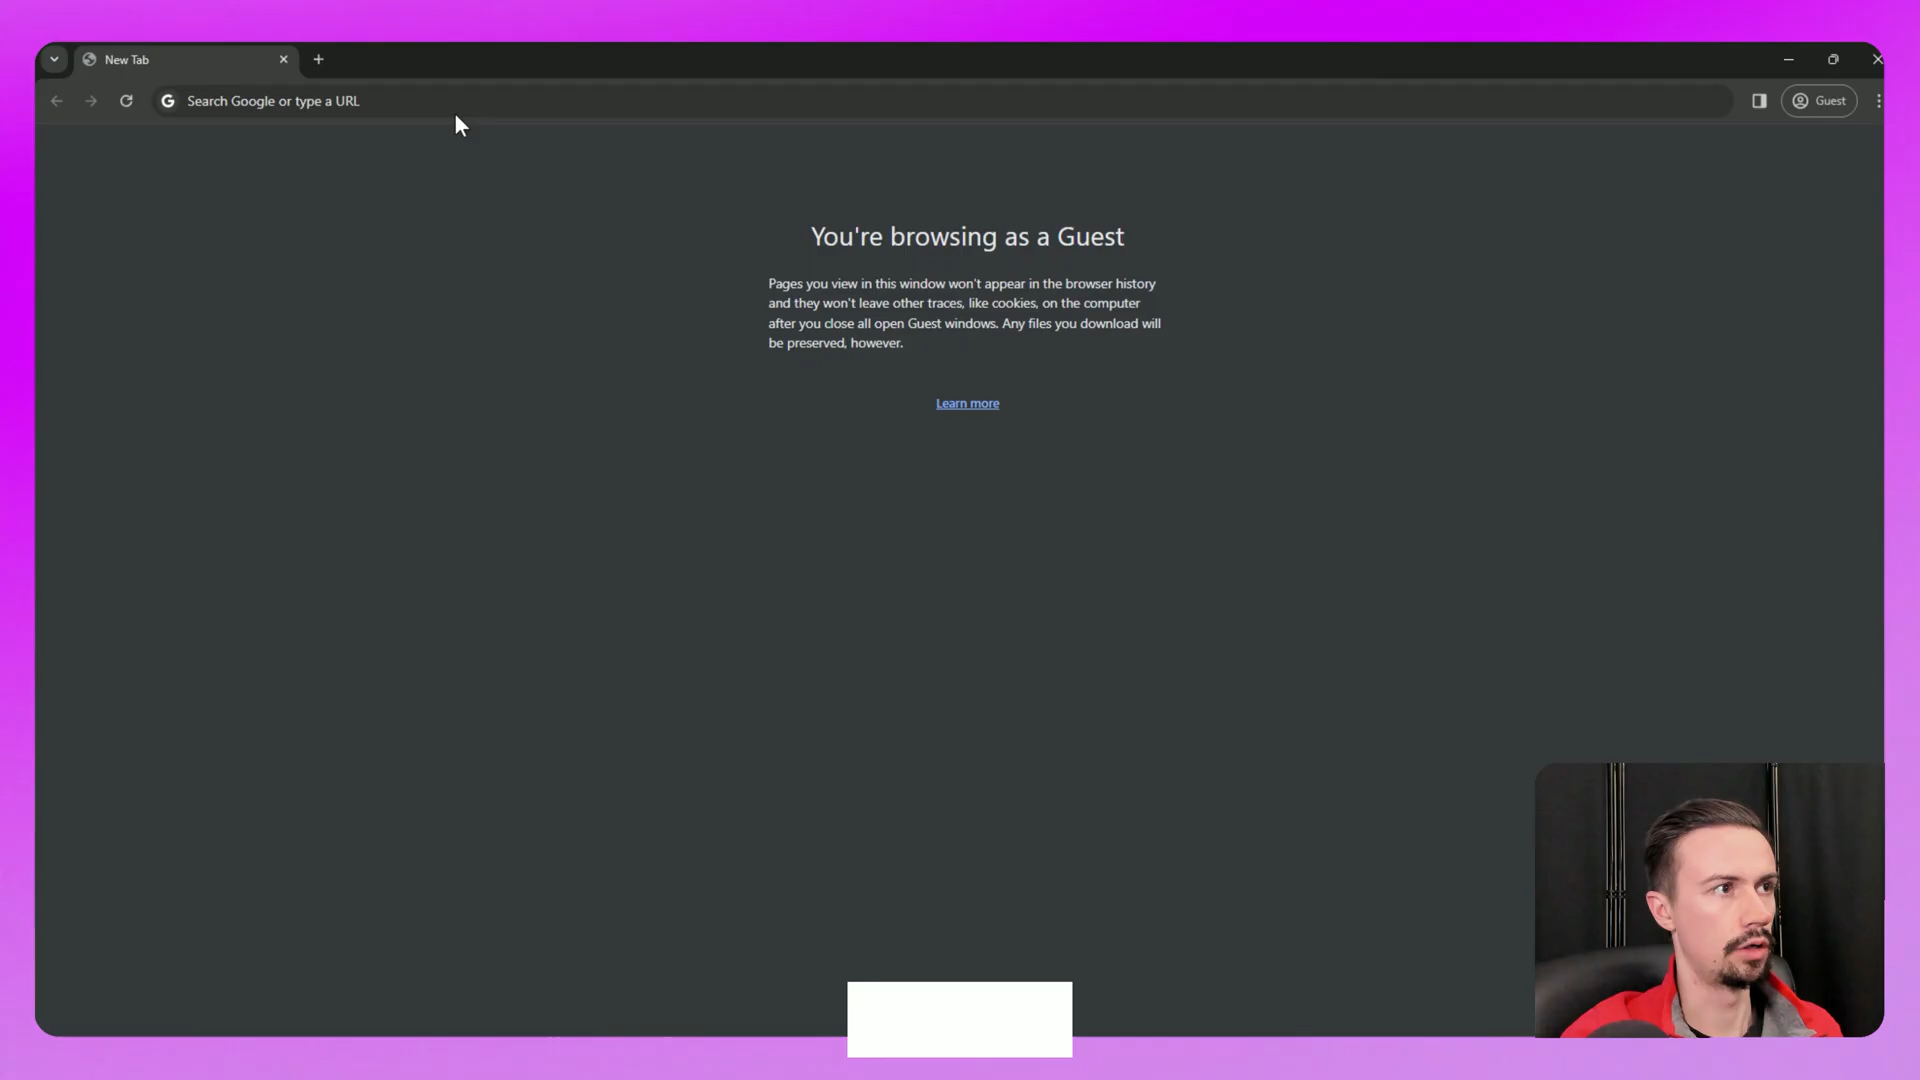 New Tab
Search Google or type a URL
Guest
You're browsing as a Guest
Pages you view in this window won't appear in the browser history
and they won't leave other traces, like cookies, on the computer
after you close all open Guest windows. Any files you download will
be preserved, however.
Learn more